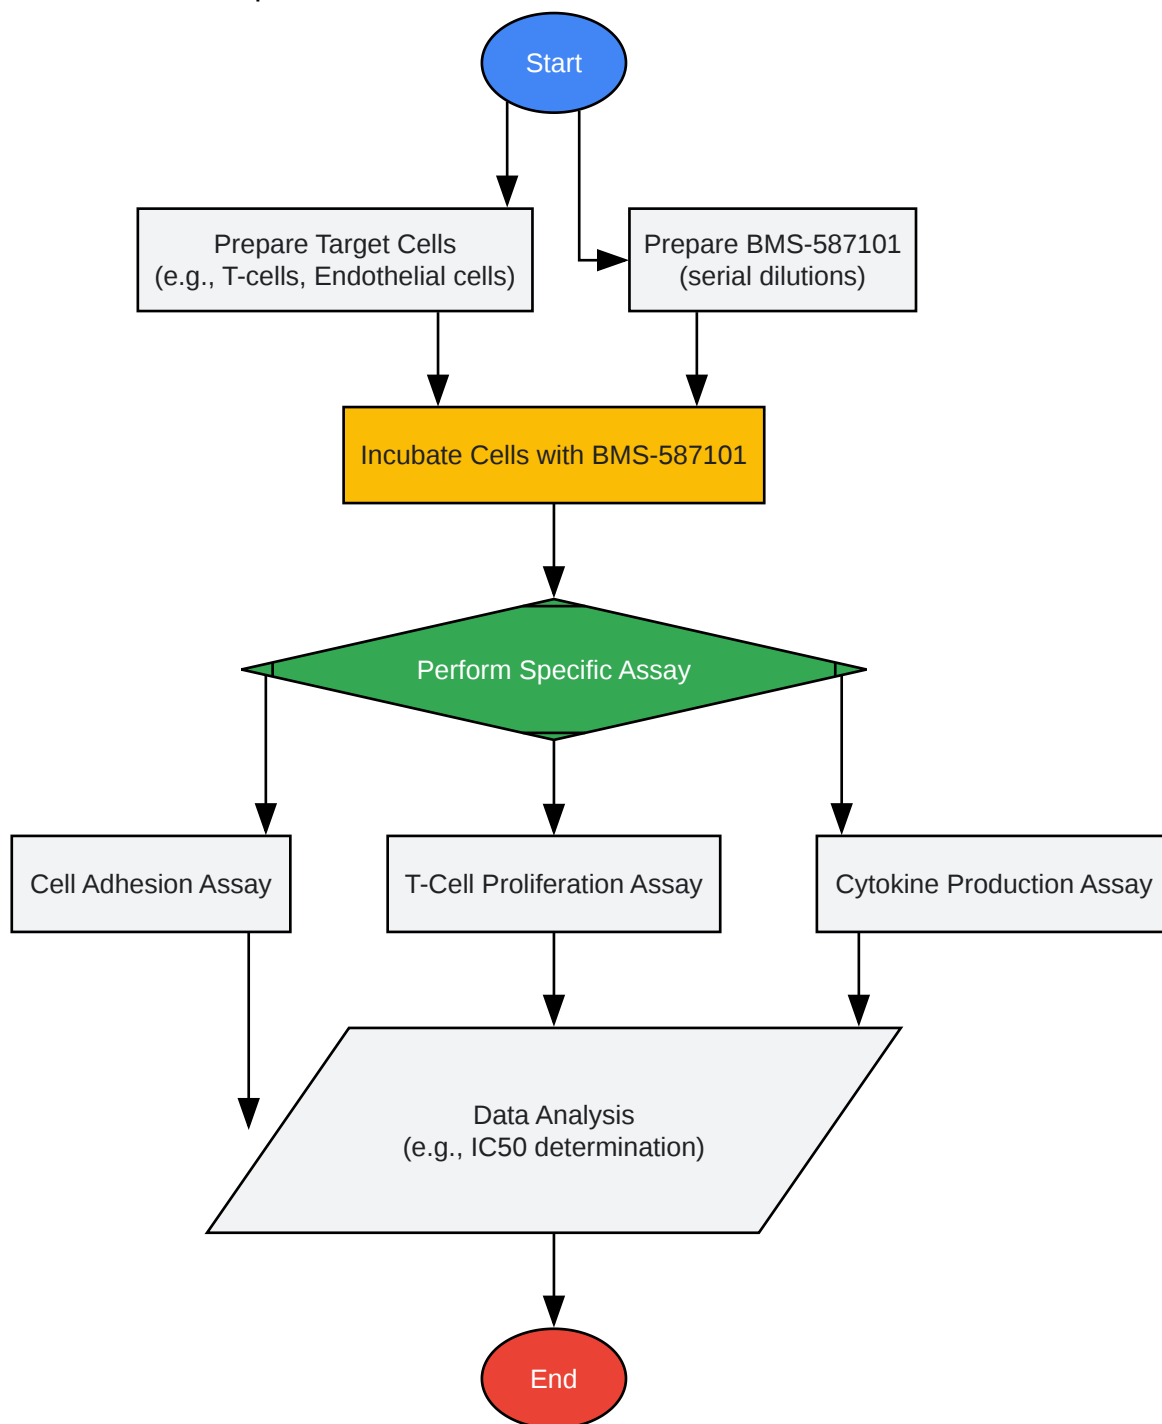 Start
Prepare Target Cells
(e.g., T-cells, Endothelial cells)
Prepare BMS-587101
(serial dilutions)
Incubate Cells with BMS-587101
Perform Specific Assay
Cell Adhesion Assay
T-Cell Proliferation Assay
Cytokine Production Assay
Data Analysis
(e.g., IC50 determination)
End